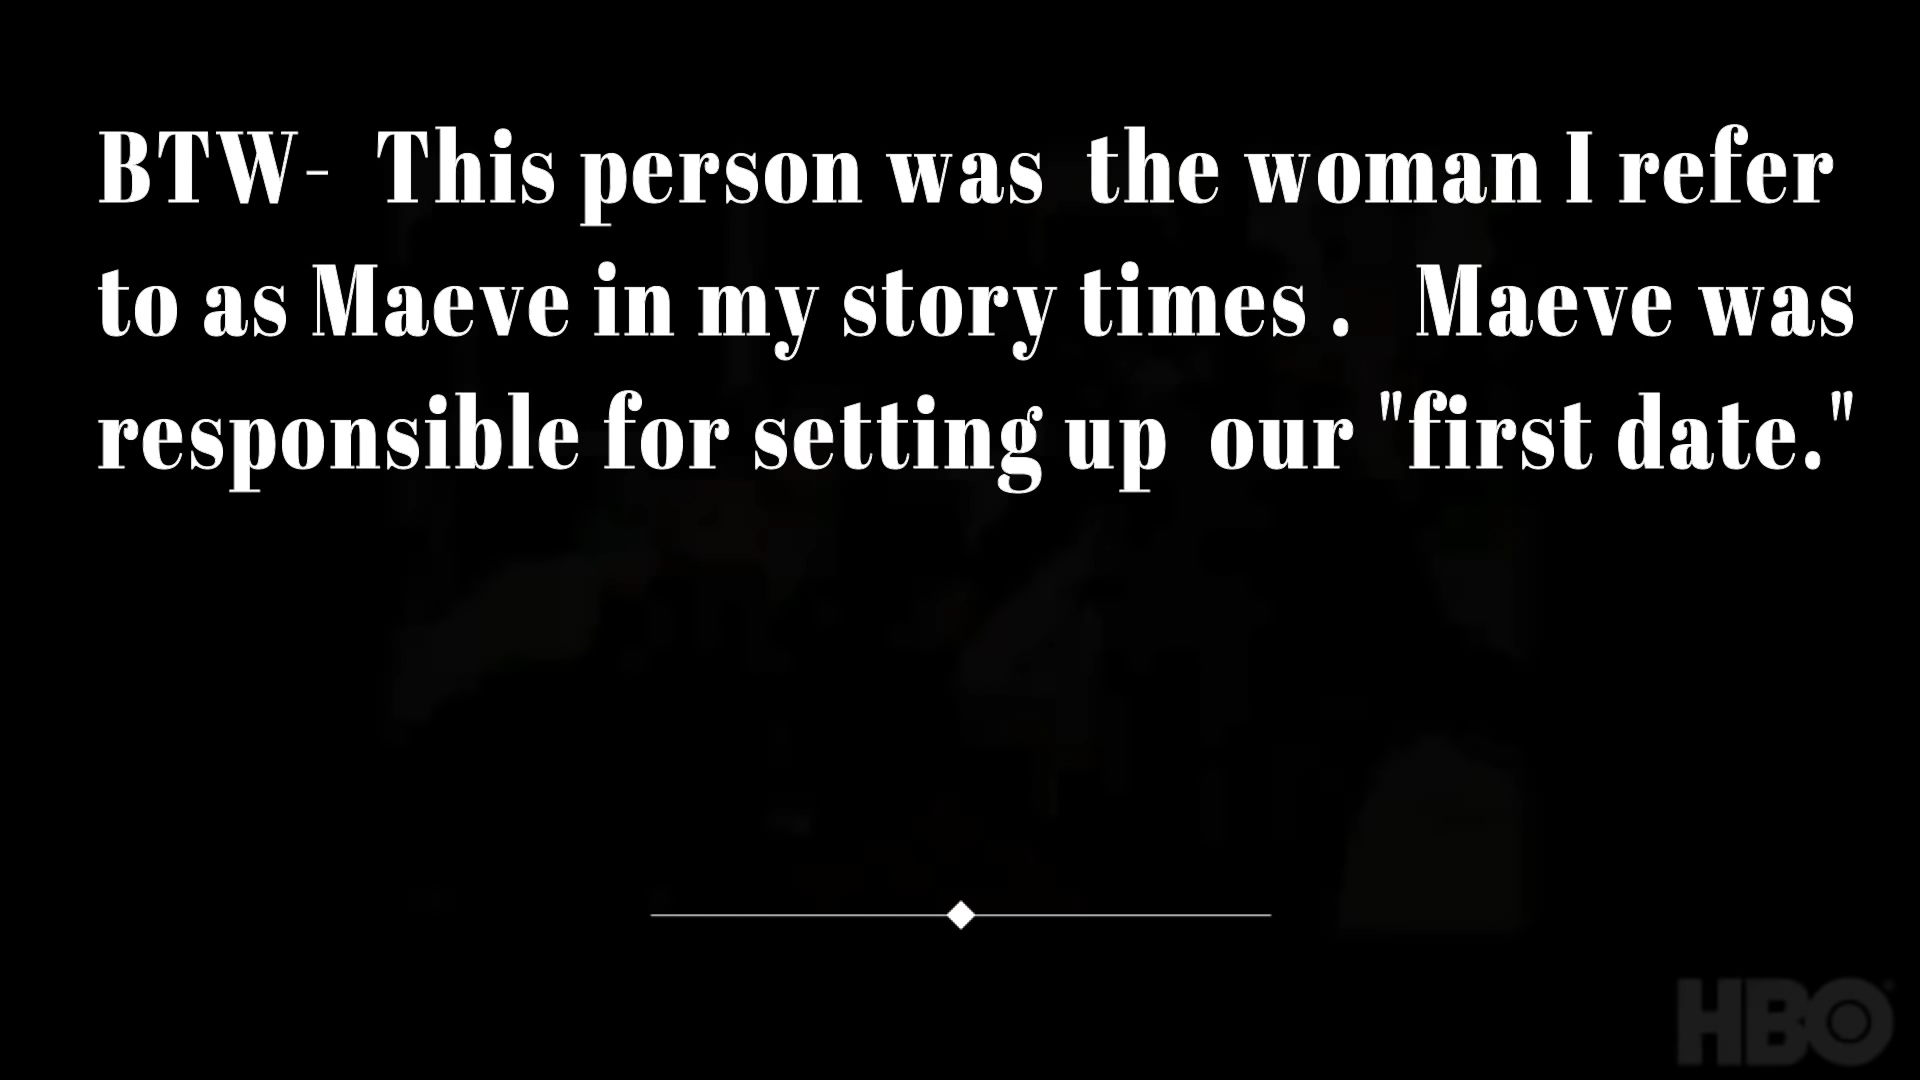 BTW- This person was the woman I refer
to as Maeve in my story times . Maeve was
responsible for setting up our "first date."
HBO